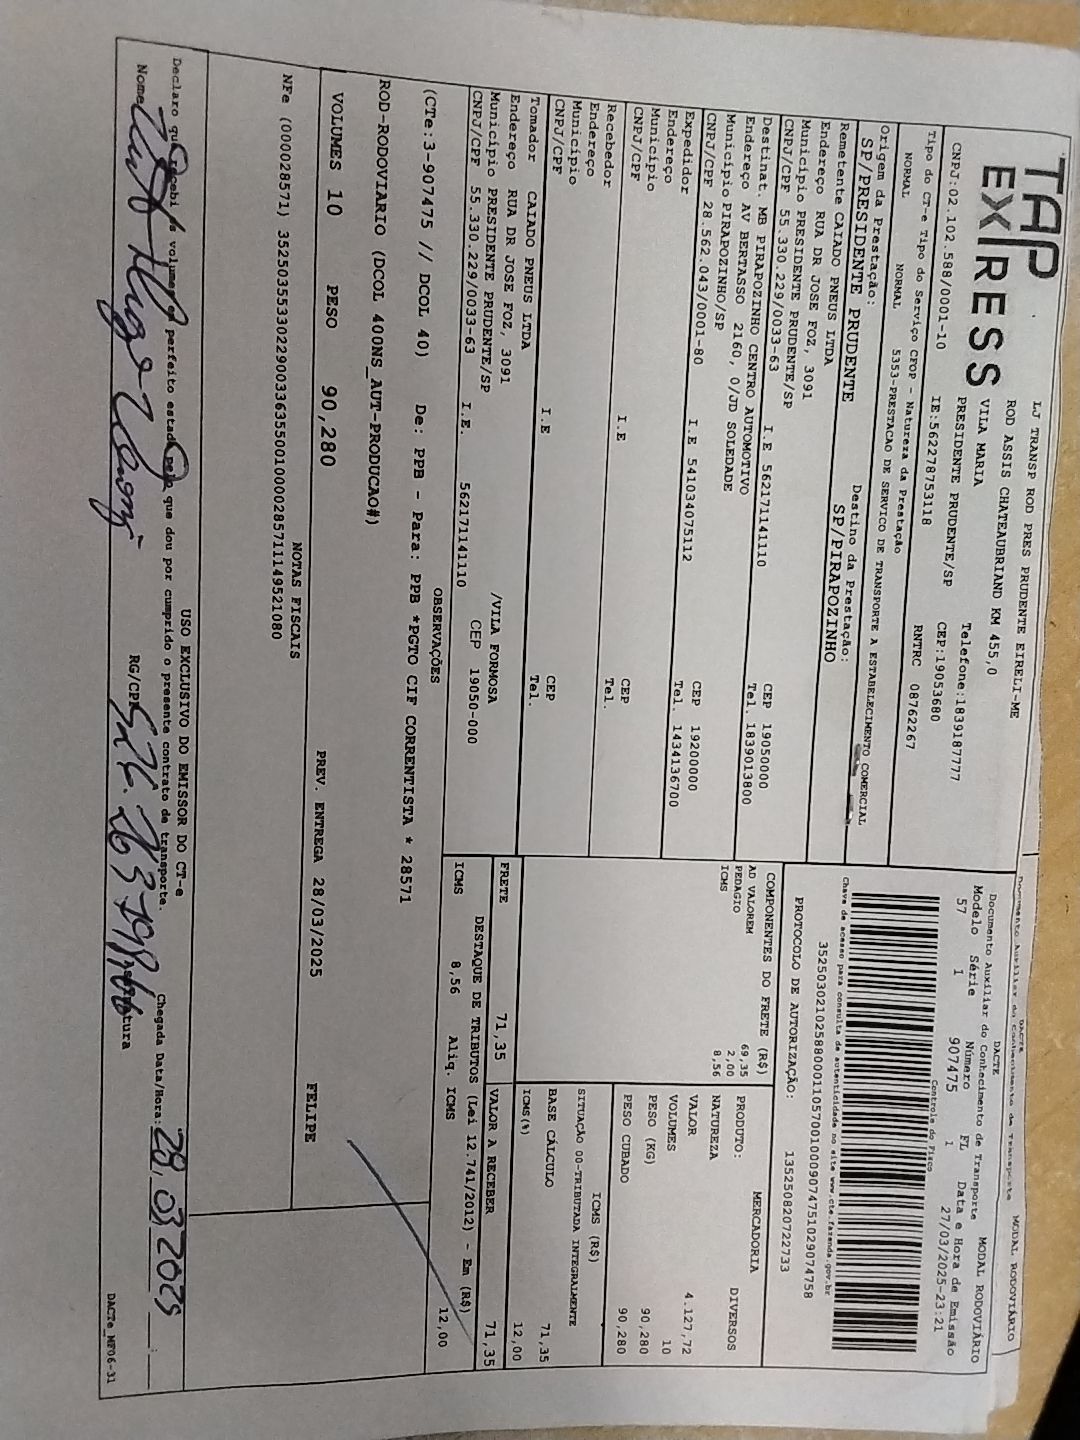 TAP EXPRESS
LJ TRANSP ROD PRES PRUDENTE EIRELI-ME
ROD ASSIS CHATEAUBRIAND KM 455,0
VILA MARIA Telefone:1839187777
PRESIDENTE PRUDENTE/SP CEP:19053680
CNPJ:02.102.588/0001-10 IE:562278753118 RNTRC 08762267
Tipo do CT-e Tipo do Serviço CFOP - Natureza da Prestação
NORMAL NORMAL 5353-PRESTACAO DE SERVICO DE TRANSPORTE A ESTABELECIMENTO COMERCIAL
Origem da Prestação: Destino da Prestação:
SP/PRESIDENTE PRUDENTE SP/PIRAPOZINHO
Remetente CAIADO PNEUS LTDA
Endereço RUA DR JOSE FOZ, 3091
Município PRESIDENTE PRUDENTE/SP CEP 19050000
CNPJ/CPF 55.330.229/0033-63 I.E 562171141110 Tel. 1839013800
Destinat. MB PIRAPOZINHO CENTRO AUTOMOTIVO
Endereço AV BERTASSO 2160, 0/JD SOLEDADE
Município PIRAPOZINHO/SP CEP 19200000
CNPJ/CPF 28.562.043/0001-80 I.E 541034075112 Tel. 1434136700
Expedidor
Endereço
Município CEP
CNPJ/CPF I.E Tel.
Recebedor
Endereço
Município CEP
CNPJ/CPF I.E Tel.
Tomador CAIADO PNEUS LTDA
Endereço RUA DR JOSE FOZ, 3091 /VILA FORMOSA
Município PRESIDENTE PRUDENTE/SP CEP 19050-000
CNPJ/CPF 55.330.229/0033-63 I.E. 562171141110
DACTE MODAL RODOVIÁRIO
Documento Auxiliar do Conhecimento de Transporte
Modelo Série Número FL Data e Hora de Emissão
57 1 907475 1 27/03/2025-23:21
Controle do Fisco
Chave de acesso para consulta de autenticidade no site www.cte.fazenda.gov.br
35250302102588000110570010009074751029074758
PROTOCOLO DE AUTORIZAÇÃO: 135250820722733
COMPONENTES DO FRETE (R$)
AD VALOREM 69,35
PEDAGIO 2,00
ICMS 8,56
FRETE 71,35
MERCADORIA
PRODUTO:
NATUREZA DIVERSOS
VALOR 4.127,72
VOLUMES 10
PESO (KG) 90,280
PESO CUBADO 90,280
ICMS (R$)
SITUAÇÃO 00-TRIBUTADA INTEGRALMENTE
BASE CÁLCULO 71,35
ICMS(%) 12,00
VALOR A RECEBER 71,35
DESTAQUE DE TRIBUTOS (Lei 12.741/2012) - Em (R$)
ICMS 8,56 Aliq. ICMS 12,00
OBSERVAÇÕES
(CTe:3-907475 // DCOL 40) De: PPB - Para: PPB *PGTO CIF CORRENTISTA * 28571
ROD-RODOVIARIO (DCOL 400NS_AUT-PRODUCAO#)
VOLUMES 10 PESO 90,280 PREV. ENTREGA 28/03/2025 FELIPE
NOTAS FISCAIS
NFe (000028571) 35250355330229003363550010000285711149521080
USO EXCLUSIVO DO EMISSOR DO CT-e
Declaro que recebi os volumes em perfeito estado pelo que dou por cumprido o presente contrato de transporte.
Chegada Data/Hora: 28,03,2025
Nome RG/CPF Assinatura
DACTe_MF06-31